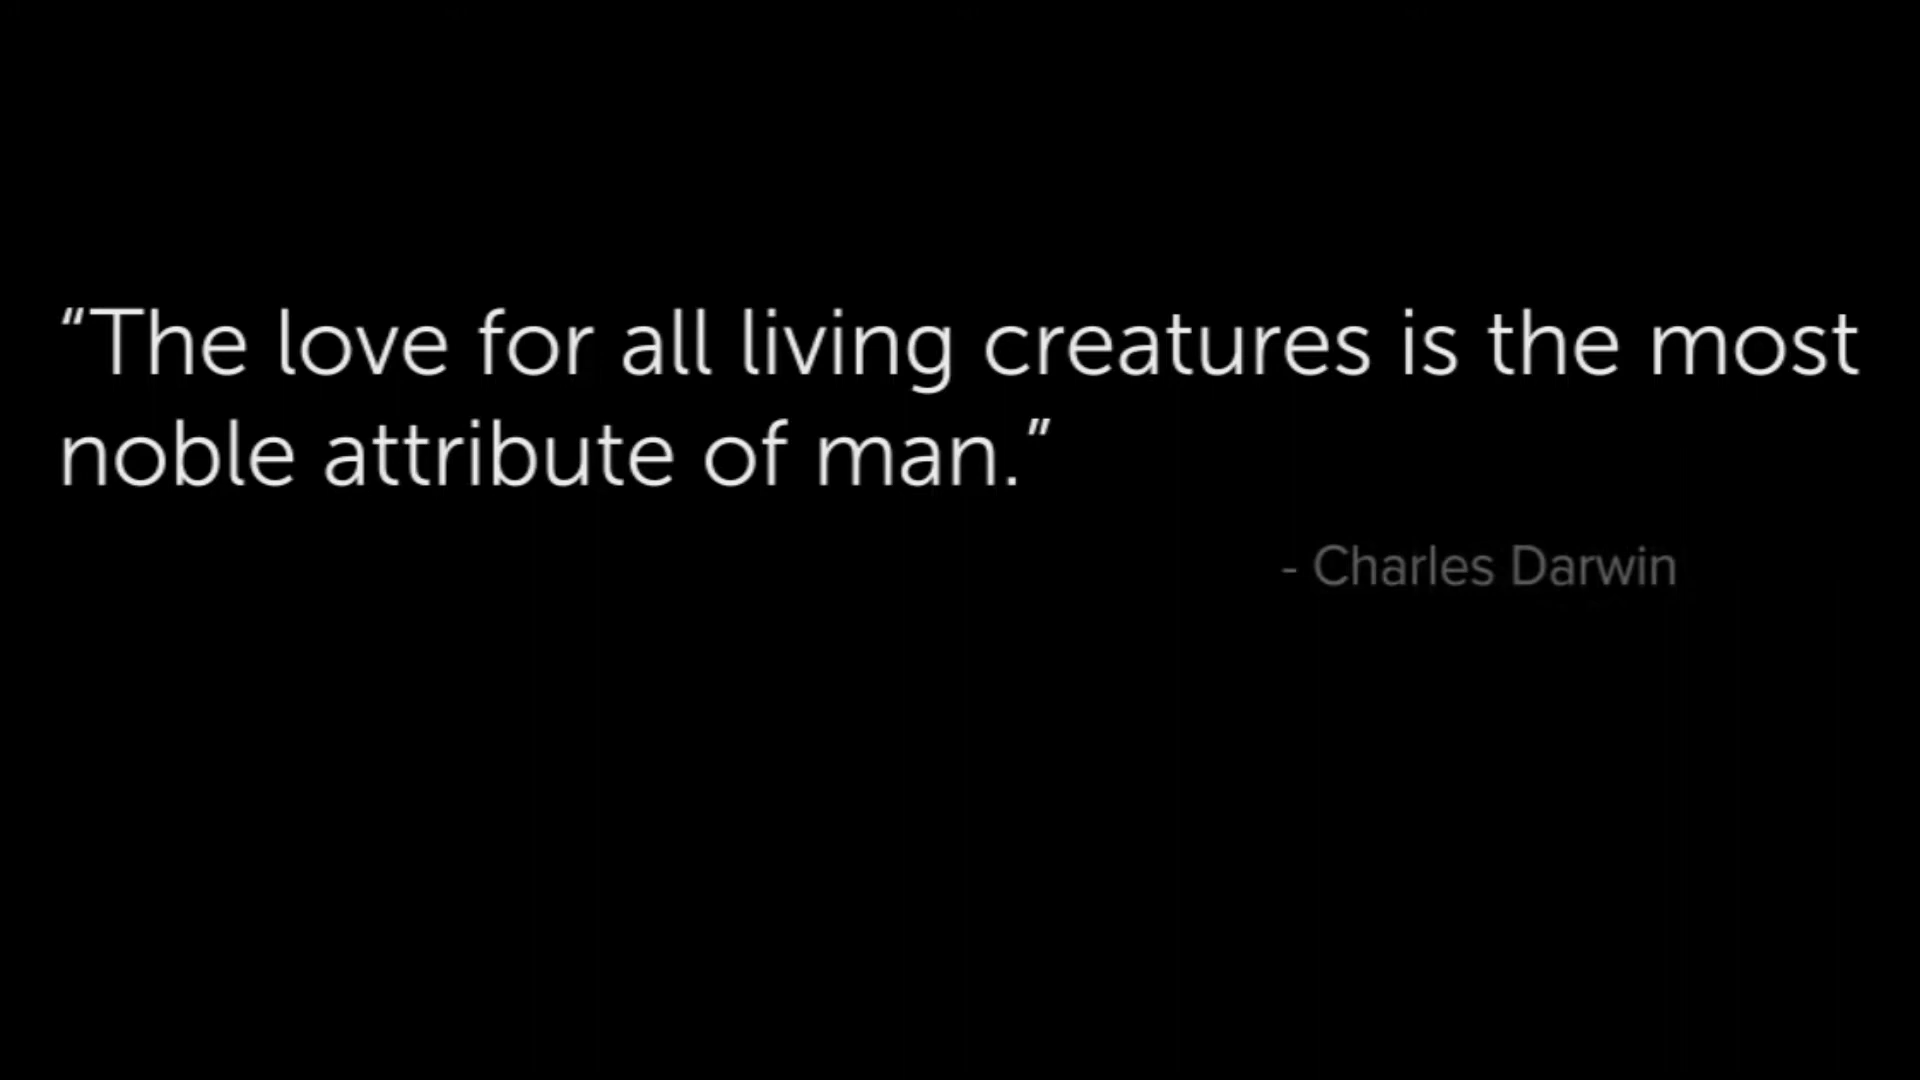 “The love for all living creatures is the most
noble attribute of man.”
- Charles Darwin